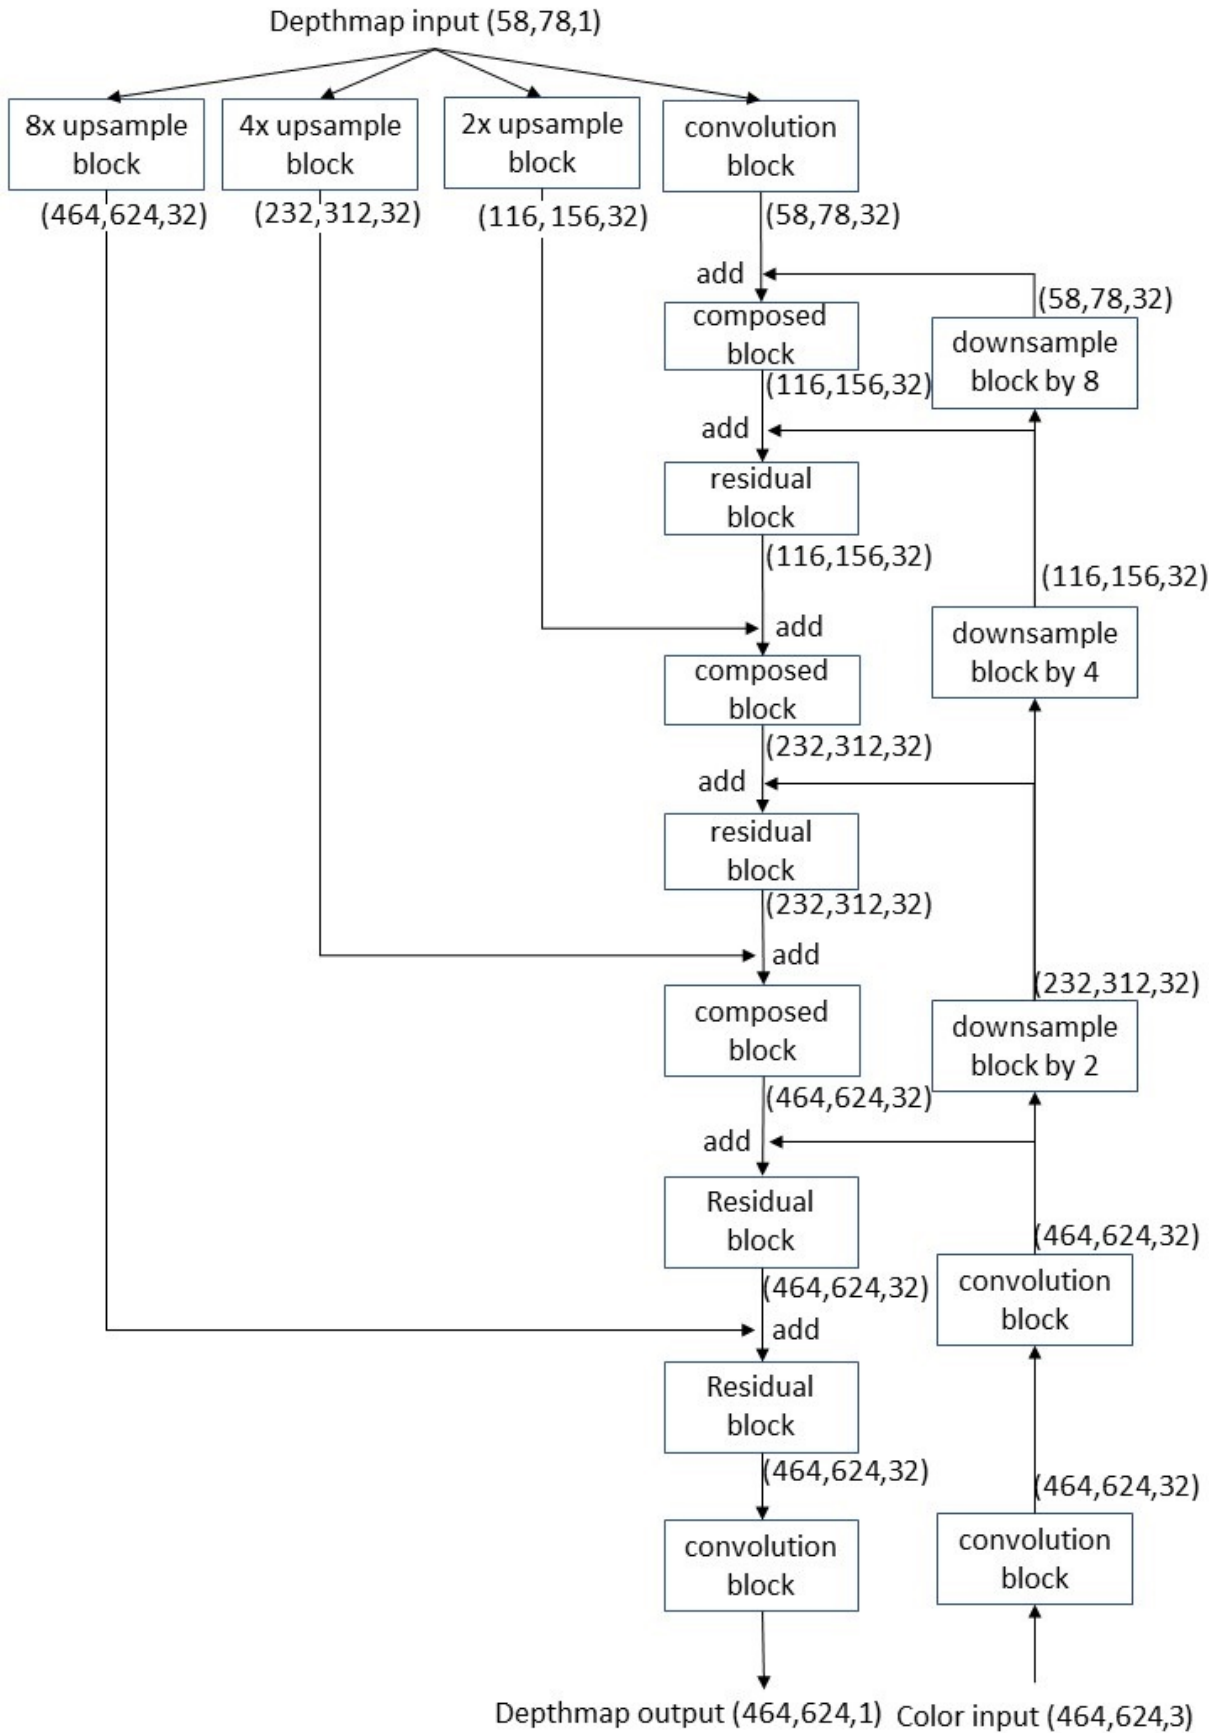 Depthmap input (58,78,1)
8x upsample
block
4x upsample
block
2x upsample
block
convolution
block
(464,624,32)
(232,312,32)
(116,156,32)
(58,78,32)
add
(58,78,32)
composed
block
downsample
block by 8
(116,156,32)
add
residual
block
(116,156,32)
(116,156,32)
add
downsample
block by 4
composed
block
(232,312,32)
add
residual
block
(232,312,32)
add
(232,312,32)
composed
block
downsample
block by 2
(464,624,32)
add
Residual
block
(464,624,32)
(464,624,32)
convolution
block
add
Residual
block
(464,624,32)
(464,624,32)
convolution
block
convolution
block
Depthmap output (464,624,1)
Color input (464,624,3)